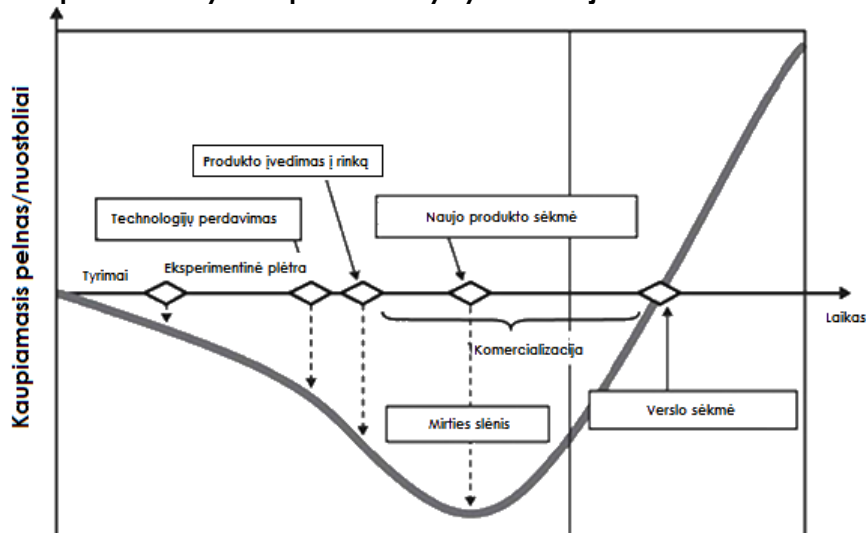 Kaupiamasis pelnas/nuostoliai
Produkto įvedimas į rinką
Technologijų perdavimas
Naujo produkto sėkmė
Tyrimai
Eksperimentinė plėtra
Laikas
Komercializacija
Mirties slėnis
Verslo sėkmė